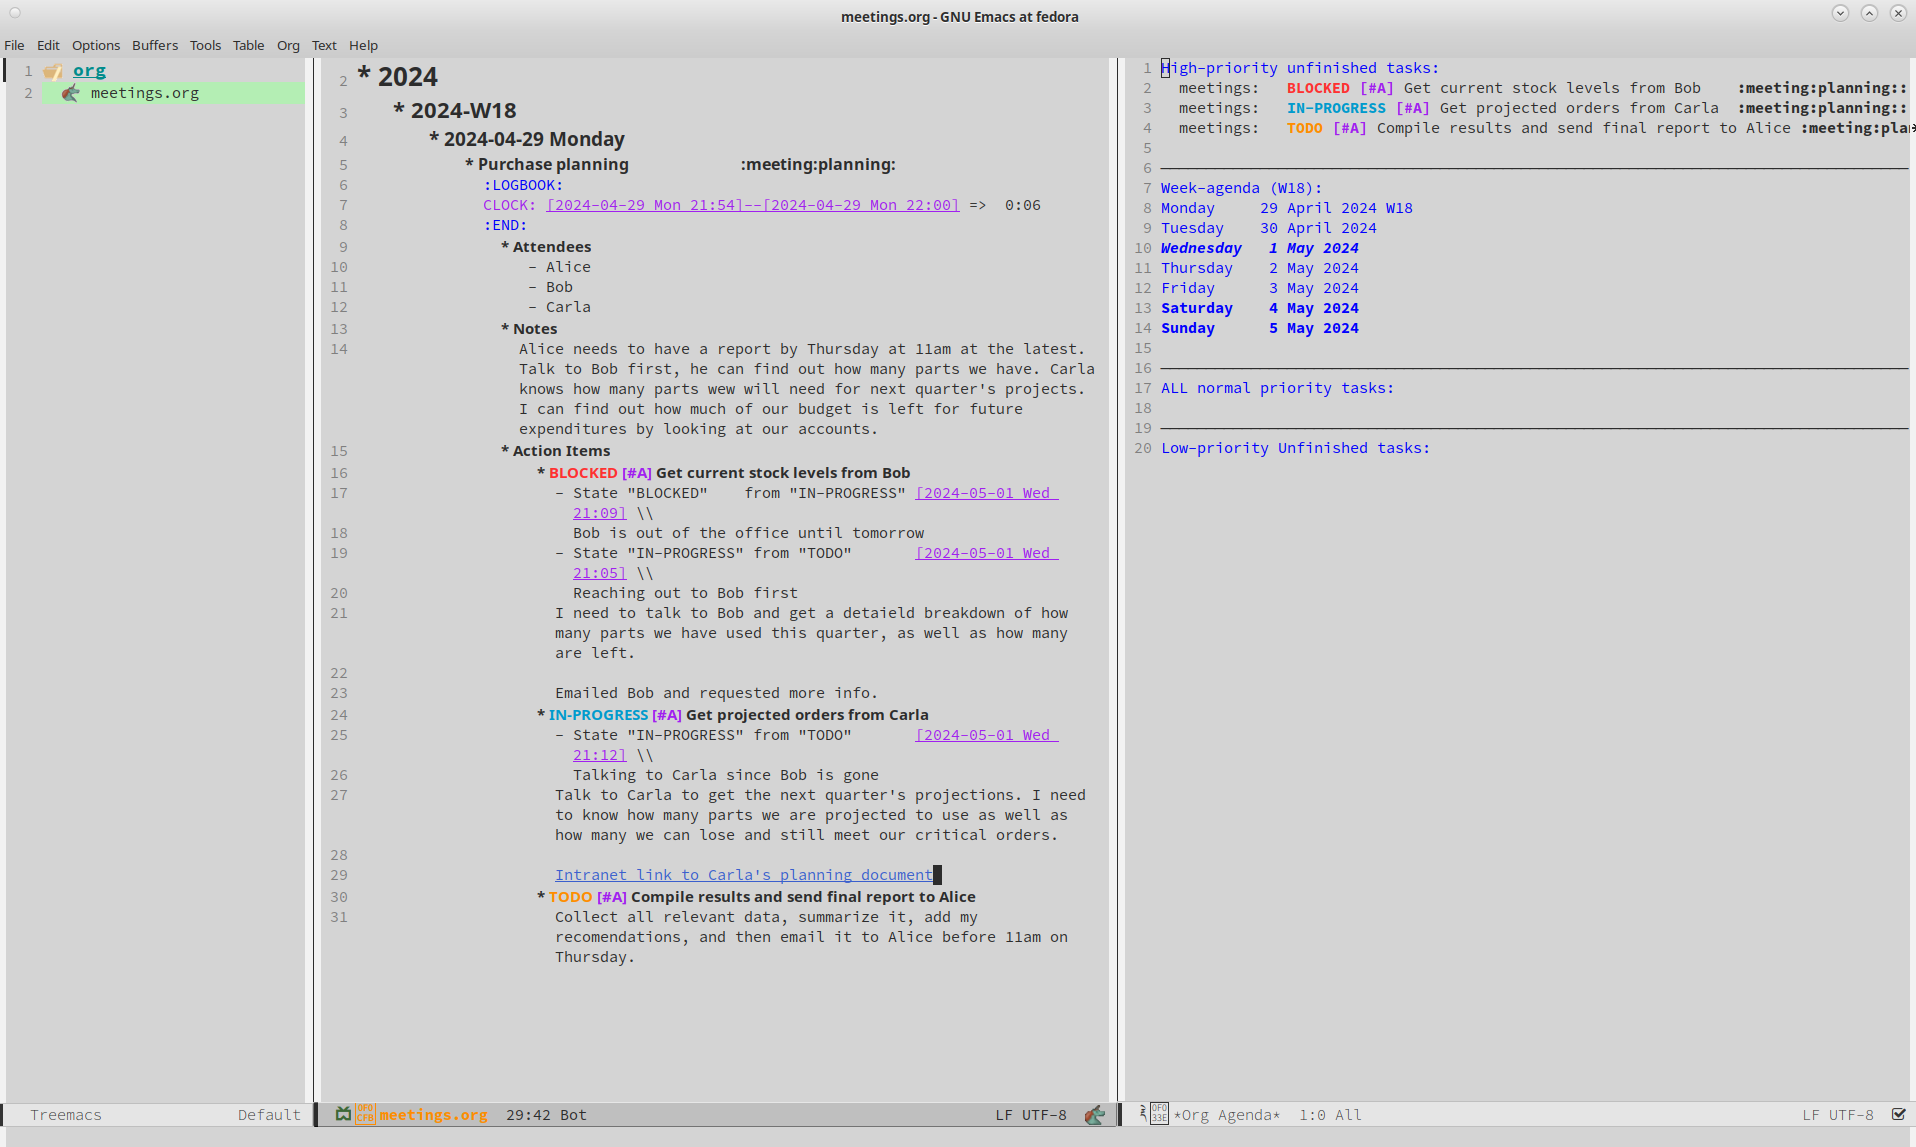 meetings.org - GNU Emacs at fedora
File Edit Options Buffers Tools Table Org Text Help
1 org
2 meetings.org
2 * 2024
3 * 2024-W18
4 * 2024-04-29 Monday
5 * Purchase planning :meeting:planning:
6 :LOGBOOK:
7 CLOCK: [2024-04-29 Mon 21:54]--[2024-04-29 Mon 22:00] => 0:06
8 :END:
9 * Attendees
10 - Alice
11 - Bob
12 - Carla
13 * Notes
14 Alice needs to have a report by Thursday at 11am at the latest.
Talk to Bob first, he can find out how many parts we have. Carla
knows how many parts wew will need for next quarter's projects.
I can find out how much of our budget is left for future
expenditures by looking at our accounts.
15 * Action Items
16 * BLOCKED [#A] Get current stock levels from Bob
17 - State "BLOCKED" from "IN-PROGRESS" [2024-05-01 Wed
21:09] \\
18 Bob is out of the office until tomorrow
19 - State "IN-PROGRESS" from "TODO" [2024-05-01 Wed
21:05] \\
20 Reaching out to Bob first
21 I need to talk to Bob and get a detaield breakdown of how
many parts we have used this quarter, as well as how many
are left.
22
23 Emailed Bob and requested more info.
24 * IN-PROGRESS [#A] Get projected orders from Carla
25 - State "IN-PROGRESS" from "TODO" [2024-05-01 Wed
21:12] \\
26 Talking to Carla since Bob is gone
27 Talk to Carla to get the next quarter's projections. I need
to know how many parts we are projected to use as well as
how many we can lose and still meet our critical orders.
28
29 Intranet link to Carla's planning document
30 * TODO [#A] Compile results and send final report to Alice
31 Collect all relevant data, summarize it, add my
recomendations, and then email it to Alice before 11am on
Thursday.
1 High-priority unfinished tasks:
2 meetings: BLOCKED [#A] Get current stock levels from Bob :meeting:planning::
3 meetings: IN-PROGRESS [#A] Get projected orders from Carla :meeting:planning::
4 meetings: TODO [#A] Compile results and send final report to Alice :meeting:plan
5
6
7 Week-agenda (W18):
8 Monday 29 April 2024 W18
9 Tuesday 30 April 2024
10 Wednesday 1 May 2024
11 Thursday 2 May 2024
12 Friday 3 May 2024
13 Saturday 4 May 2024
14 Sunday 5 May 2024
15
16
17 ALL normal priority tasks:
18
19
20 Low-priority Unfinished tasks:
Treemacs Default
meetings.org 29:42 Bot LF UTF-8
*Org Agenda* 1:0 All LF UTF-8